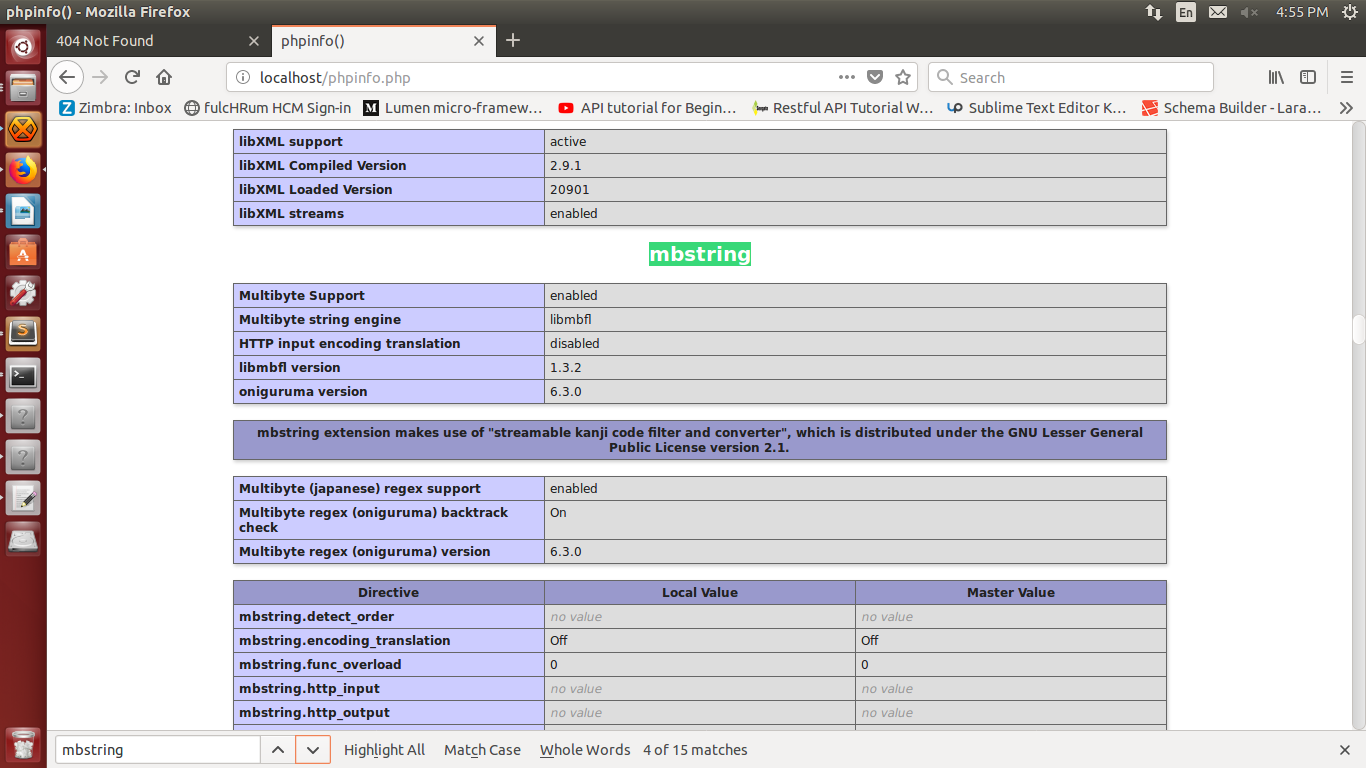 phpinfo() - Mozilla Firefox
En
4:55 PM
404 Not Found
phpinfo()
localhost/phpinfo.php
Search
Zimbra: Inbox
fulcHRum HCM Sign-in
Lumen micro-framew…
API tutorial for Begin…
Restful API Tutorial W…
Sublime Text Editor K…
Schema Builder - Lara…
libXML support active
libXML Compiled Version 2.9.1
libXML Loaded Version 20901
libXML streams enabled
mbstring
Multibyte Support enabled
Multibyte string engine libmbfl
HTTP input encoding translation disabled
libmbfl version 1.3.2
oniguruma version 6.3.0
mbstring extension makes use of "streamable kanji code filter and converter", which is distributed under the GNU Lesser General
Public License version 2.1.
Multibyte (japanese) regex support enabled
Multibyte regex (oniguruma) backtrack On
check
Multibyte regex (oniguruma) version 6.3.0
Directive Local Value Master Value
mbstring.detect_order no value no value
mbstring.encoding_translation Off Off
mbstring.func_overload 0 0
mbstring.http_input no value no value
mbstring.http_output no value no value
mbstring
Highlight All
Match Case
Whole Words
4 of 15 matches